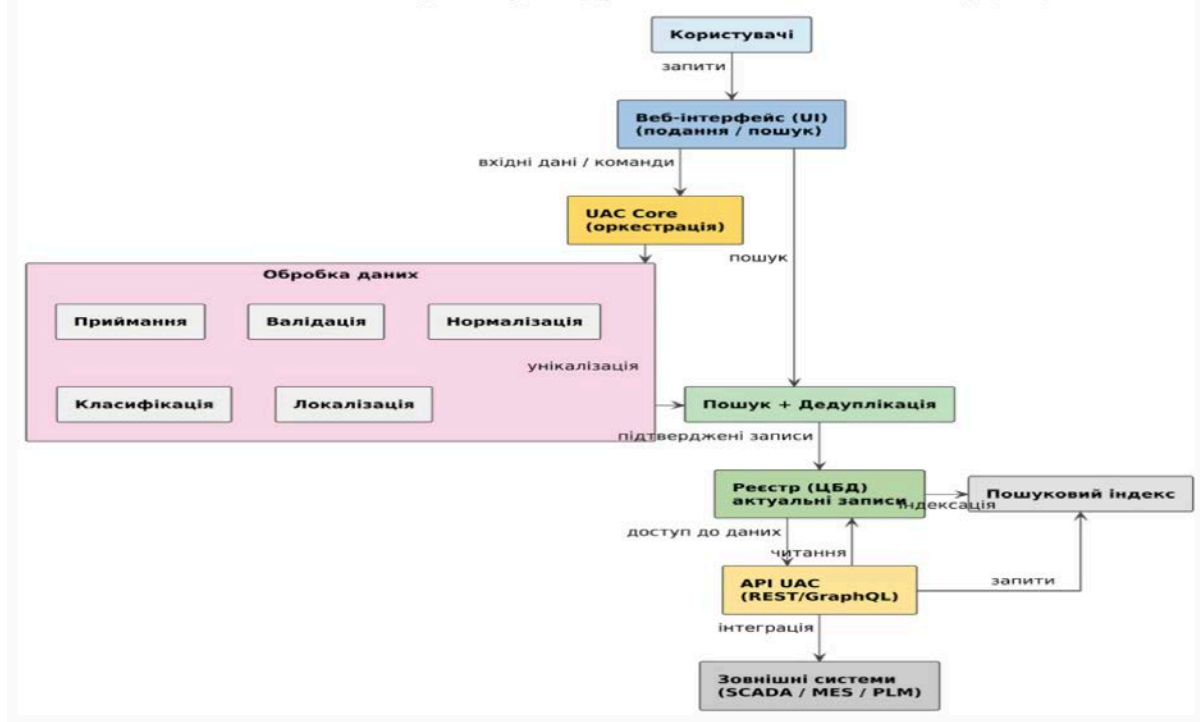 Користувачі
запити
Веб-інтерфейс (UI)
(подання / пошук)
вхідні дані / команди
UAC Core
(оркестрація)
пошук
Обробка даних
Приймання
Валідація
Нормалізація
унікалізація
Класифікація
Локалізація
Пошук + Дедуплікація
підтверджені записи
Реєстр (ЦБД)
актуальні записи
індексація
Пошуковий індекс
доступ до даних
читання
API UAC
(REST/GraphQL)
запити
інтеграція
Зовнішні системи
(SCADA / MES / PLM)